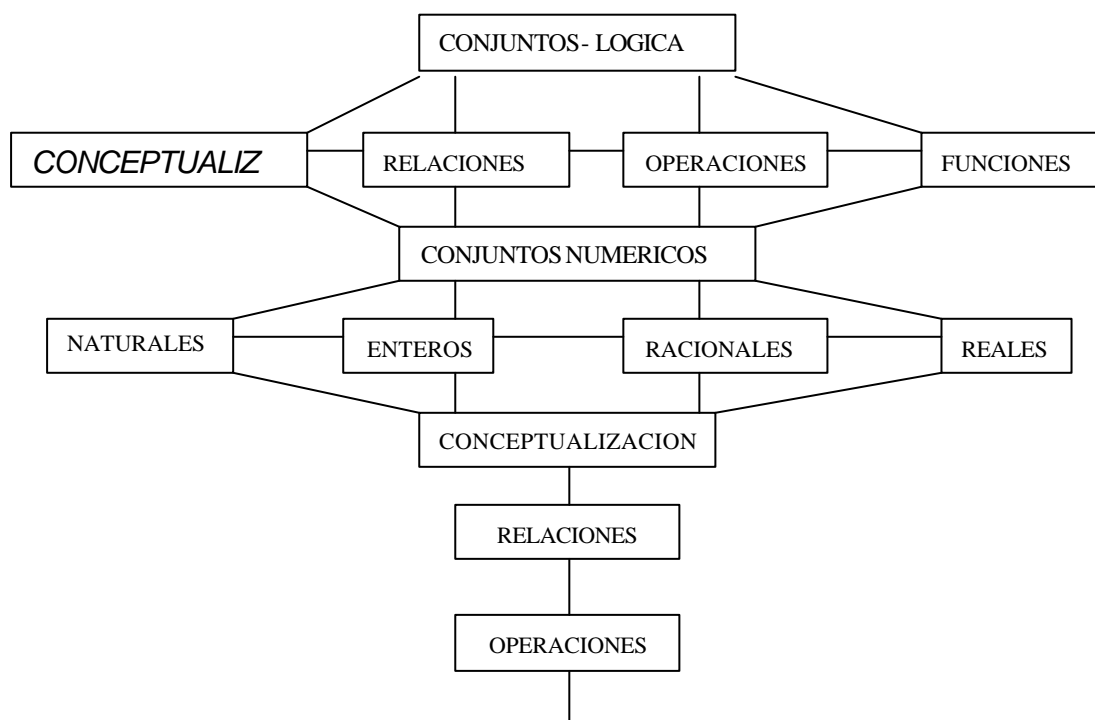 CONJUNTOS - LOGICA
CONCEPTUALIZ
RELACIONES
OPERACIONES
FUNCIONES
CONJUNTOS NUMERICOS
NATURALES
ENTEROS
RACIONALES
REALES
CONCEPTUALIZACION
RELACIONES
OPERACIONES